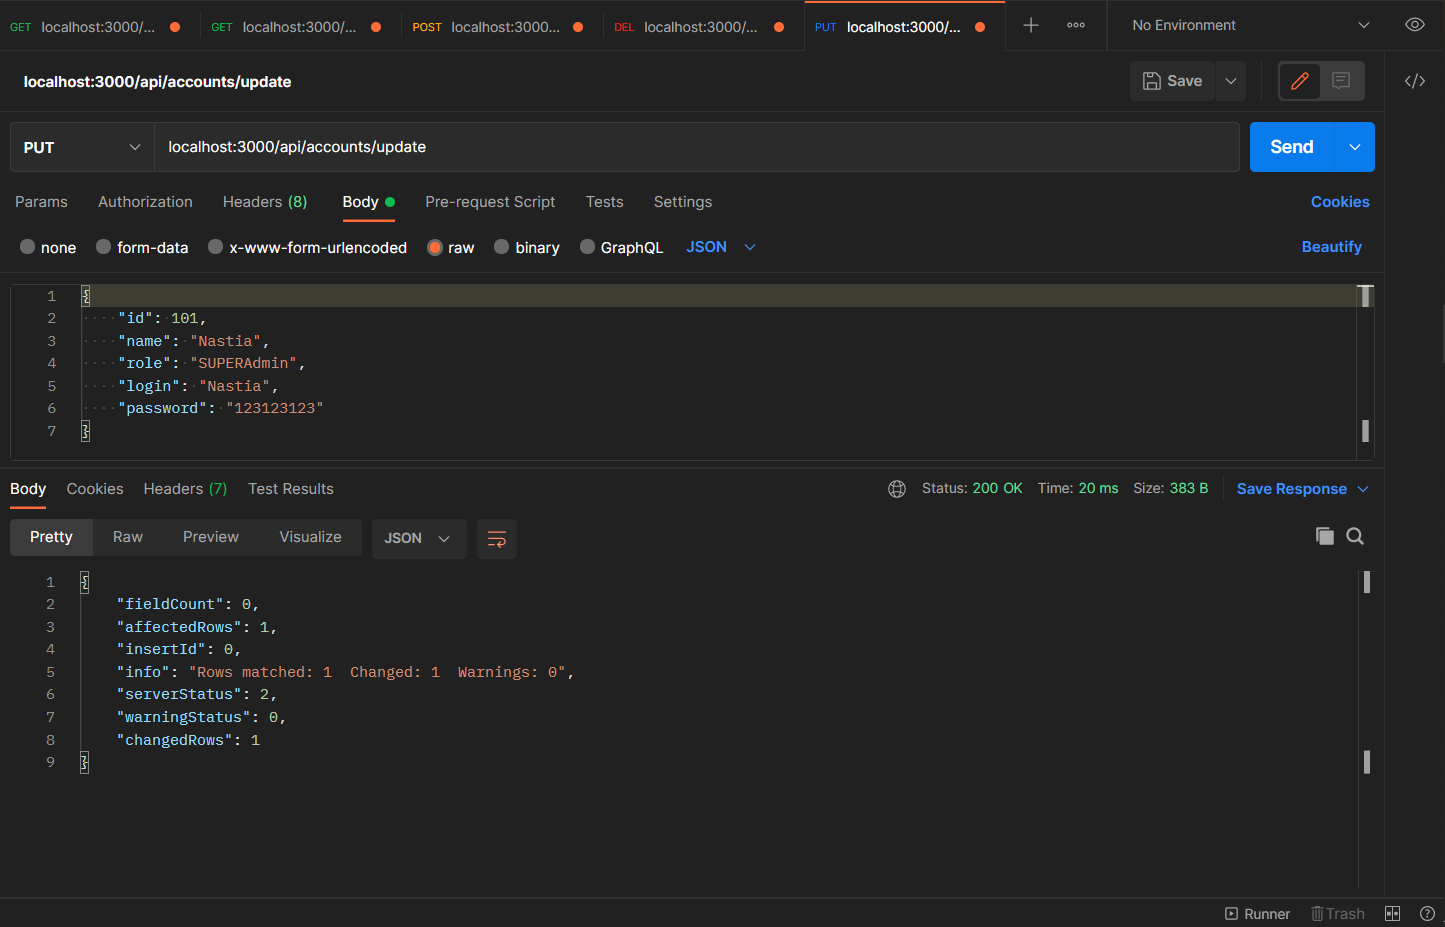 GET localhost:3000/... GET localhost:3000/... POST localhost:3000... DEL localhost:3000/... PUT localhost:3000/... No Environment
localhost:3000/api/accounts/update Save
PUT localhost:3000/api/accounts/update Send
Params Authorization Headers (8) Body Pre-request Script Tests Settings Cookies
none form-data x-www-form-urlencoded raw binary GraphQL JSON Beautify
1 {
2 "id": 101,
3 "name": "Nastia",
4 "role": "SUPERAdmin",
5 "login": "Nastia",
6 "password": "123123123"
7 }
Body Cookies Headers (7) Test Results Status: 200 OK Time: 20 ms Size: 383 B Save Response
Pretty Raw Preview Visualize JSON
1 {
2 "fieldCount": 0,
3 "affectedRows": 1,
4 "insertId": 0,
5 "info": "Rows matched: 1  Changed: 1  Warnings: 0",
6 "serverStatus": 2,
7 "warningStatus": 0,
8 "changedRows": 1
9 }
Runner Trash